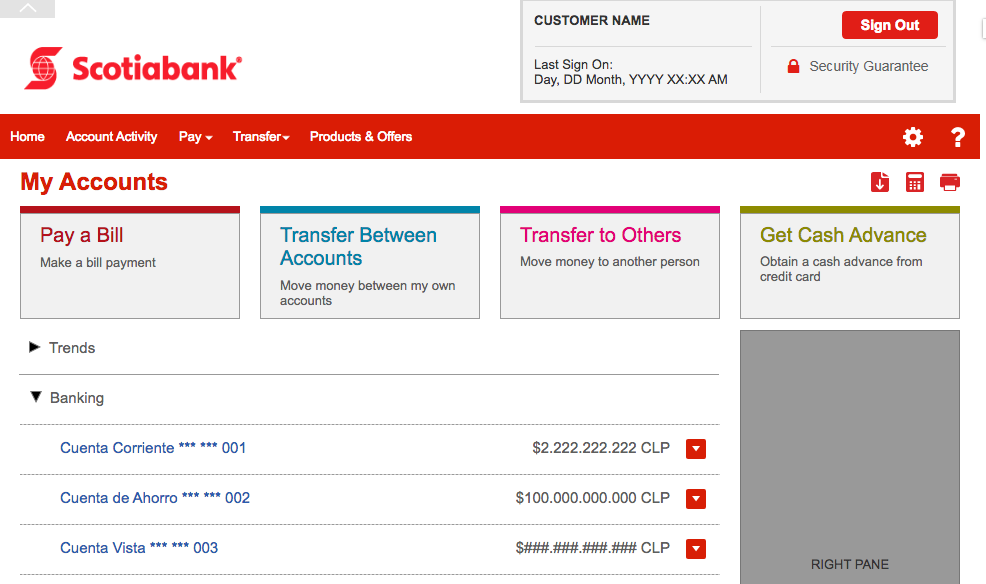 CUSTOMER NAME
Sign Out
Scotiabank®
Last Sign On:
Day, DD Month, YYYY XX:XX AM
Security Guarantee
Home Account Activity Pay Transfer Products & Offers ?
My Accounts
Pay a Bill
Make a bill payment
Transfer Between
Accounts
Move money between my own
accounts
Transfer to Others
Move money to another person
Get Cash Advance
Obtain a cash advance from
credit card
Trends
Banking
Cuenta Corriente *** *** 001 $2.222.222.222 CLP
Cuenta de Ahorro *** *** 002 $100.000.000.000 CLP
Cuenta Vista *** *** 003 $###.###.###.### CLP
RIGHT PANE